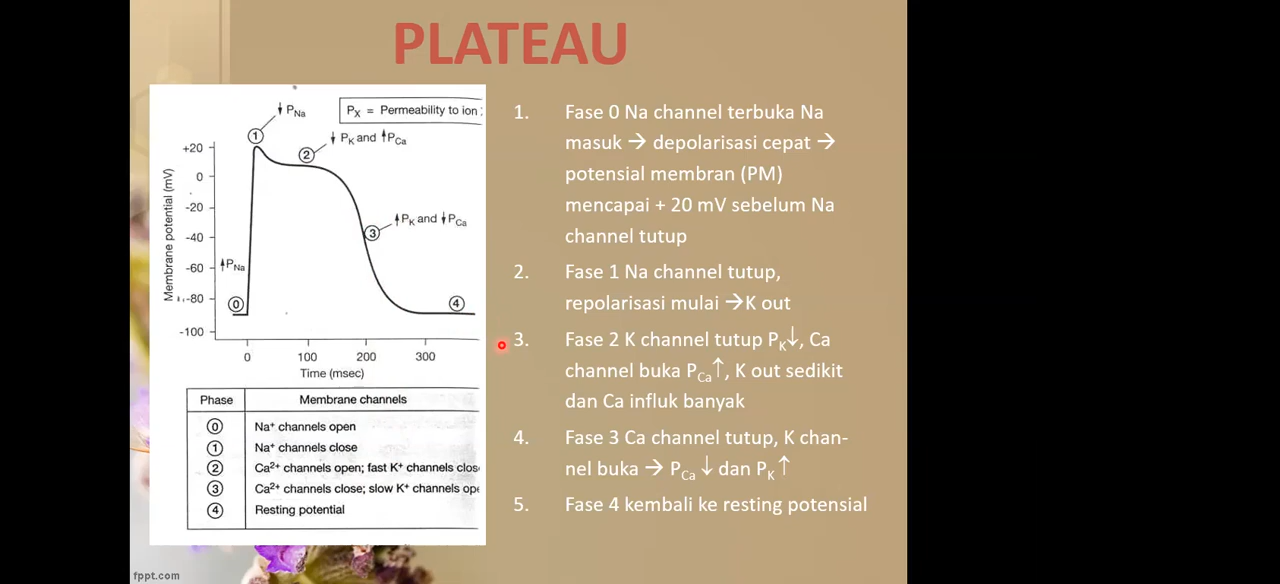 PLATEAU
↓ PNa
PX = Permeability to ion
↓ PK and ↑PCa
↑PK and ↓PCa
↑PNa
Membrane potential (mV)
+20
0
-20
-40
-60
-80
-100
0 100 200 300
Time (msec)
0
1
2
3
4
Phase Membrane channels
0 Na⁺ channels open
1 Na⁺ channels close
2 Ca²⁺ channels open; fast K⁺ channels clos
3 Ca²⁺ channels close; slow K⁺ channels ope
4 Resting potential
1. Fase 0 Na channel terbuka Na
masuk → depolarisasi cepat →
potensial membran (PM)
mencapai + 20 mV sebelum Na
channel tutup
2. Fase 1 Na channel tutup,
repolarisasi mulai →K out
3. Fase 2 K channel tutup PK↓, Ca
channel buka PCa↑, K out sedikit
dan Ca influk banyak
4. Fase 3 Ca channel tutup, K chan-
nel buka → PCa ↓ dan PK ↑
5. Fase 4 kembali ke resting potensial
fppt.com